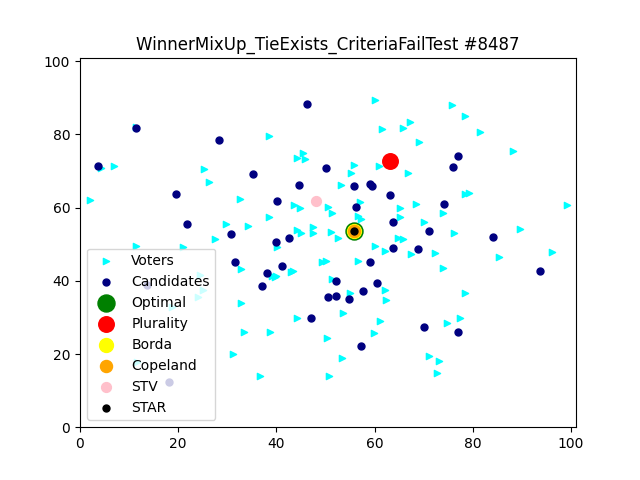 WinnerMixUp_TieExists_CriteriaFailTest #8487
100
80
60
40
20
0
Voters
Candidates
Optimal
Plurality
Borda
Copeland
STV
STAR
0 20 40 60 80 100